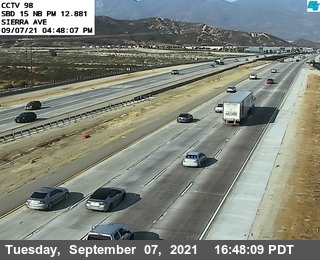 CCTV 98
SBD 15 NB PM 12.881
SIERRA AVE
09/07/21 04:48:07 PM
MORE
Tuesday, September 07, 2021 16:48:09 PDT